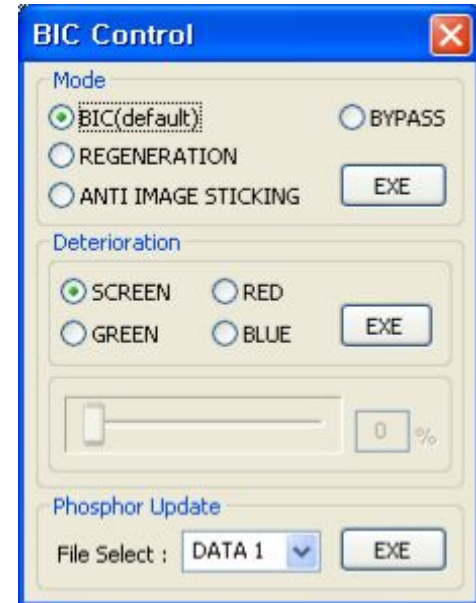 BIC Control
Mode
BIC(default) BYPASS
REGENERATION
ANTI IMAGE STICKING EXE
Deterioration
SCREEN RED
GREEN BLUE EXE
0 %
Phosphor Update
File Select : DATA 1 EXE